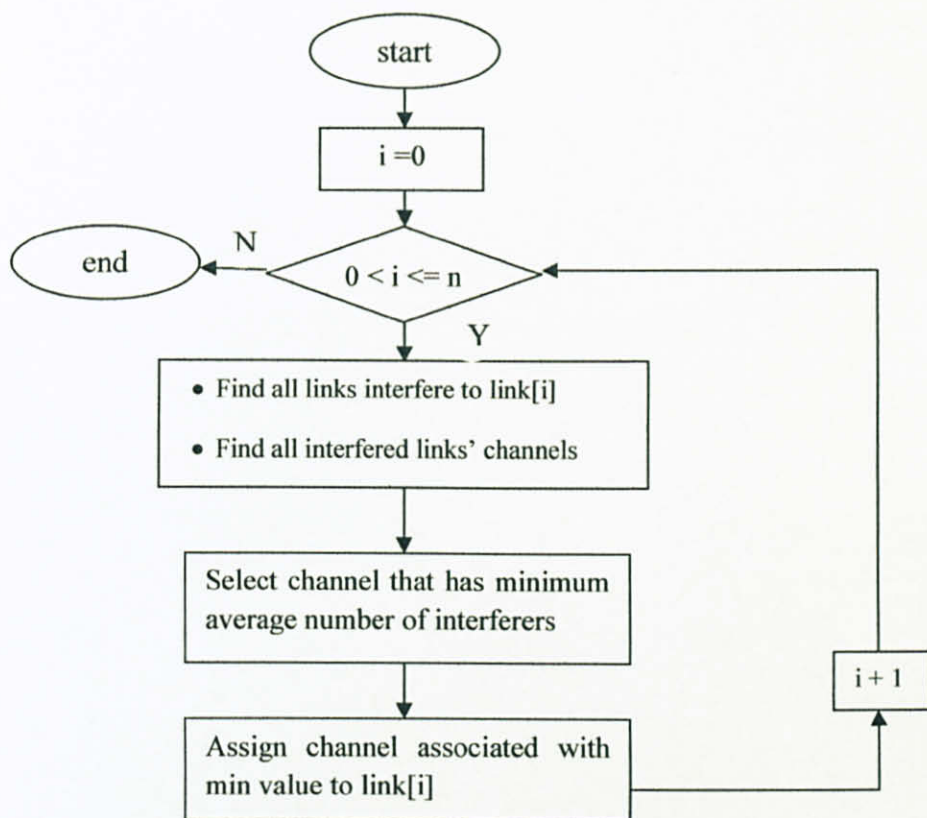 start
i =0
N
end
0 < i <= n
Y
• Find all links interfere to link[i]
• Find all interfered links’ channels
Select channel that has minimum
average number of interferers
i + 1
Assign channel associated with
min value to link[i]